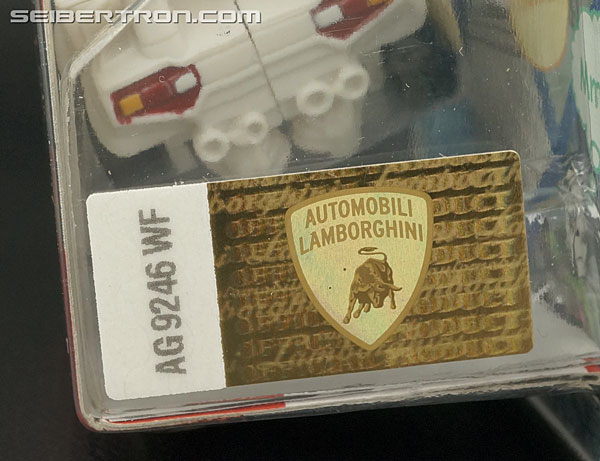 SEIBERTRON.COM
AG 9246 WF
AUTOMOBILI
LAMBORGHINI